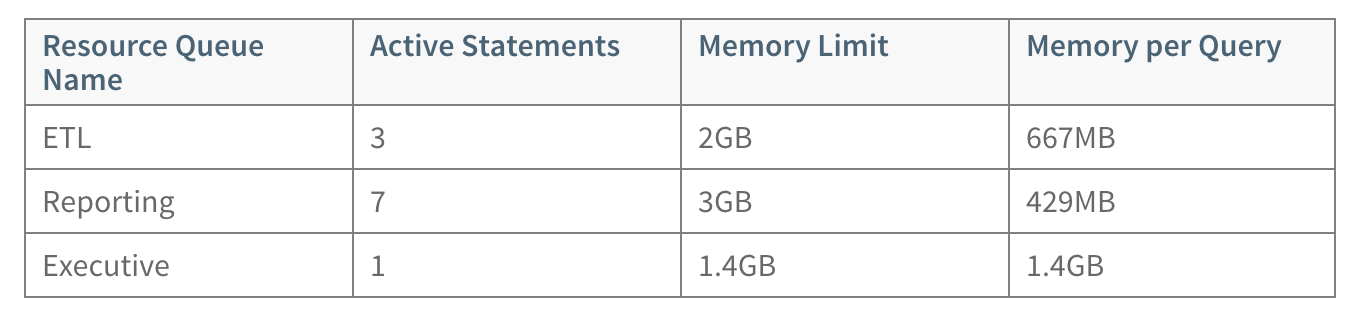 Resource Queue Name Active Statements Memory Limit Memory per Query
ETL 3 2GB 667MB
Reporting 7 3GB 429MB
Executive 1 1.4GB 1.4GB